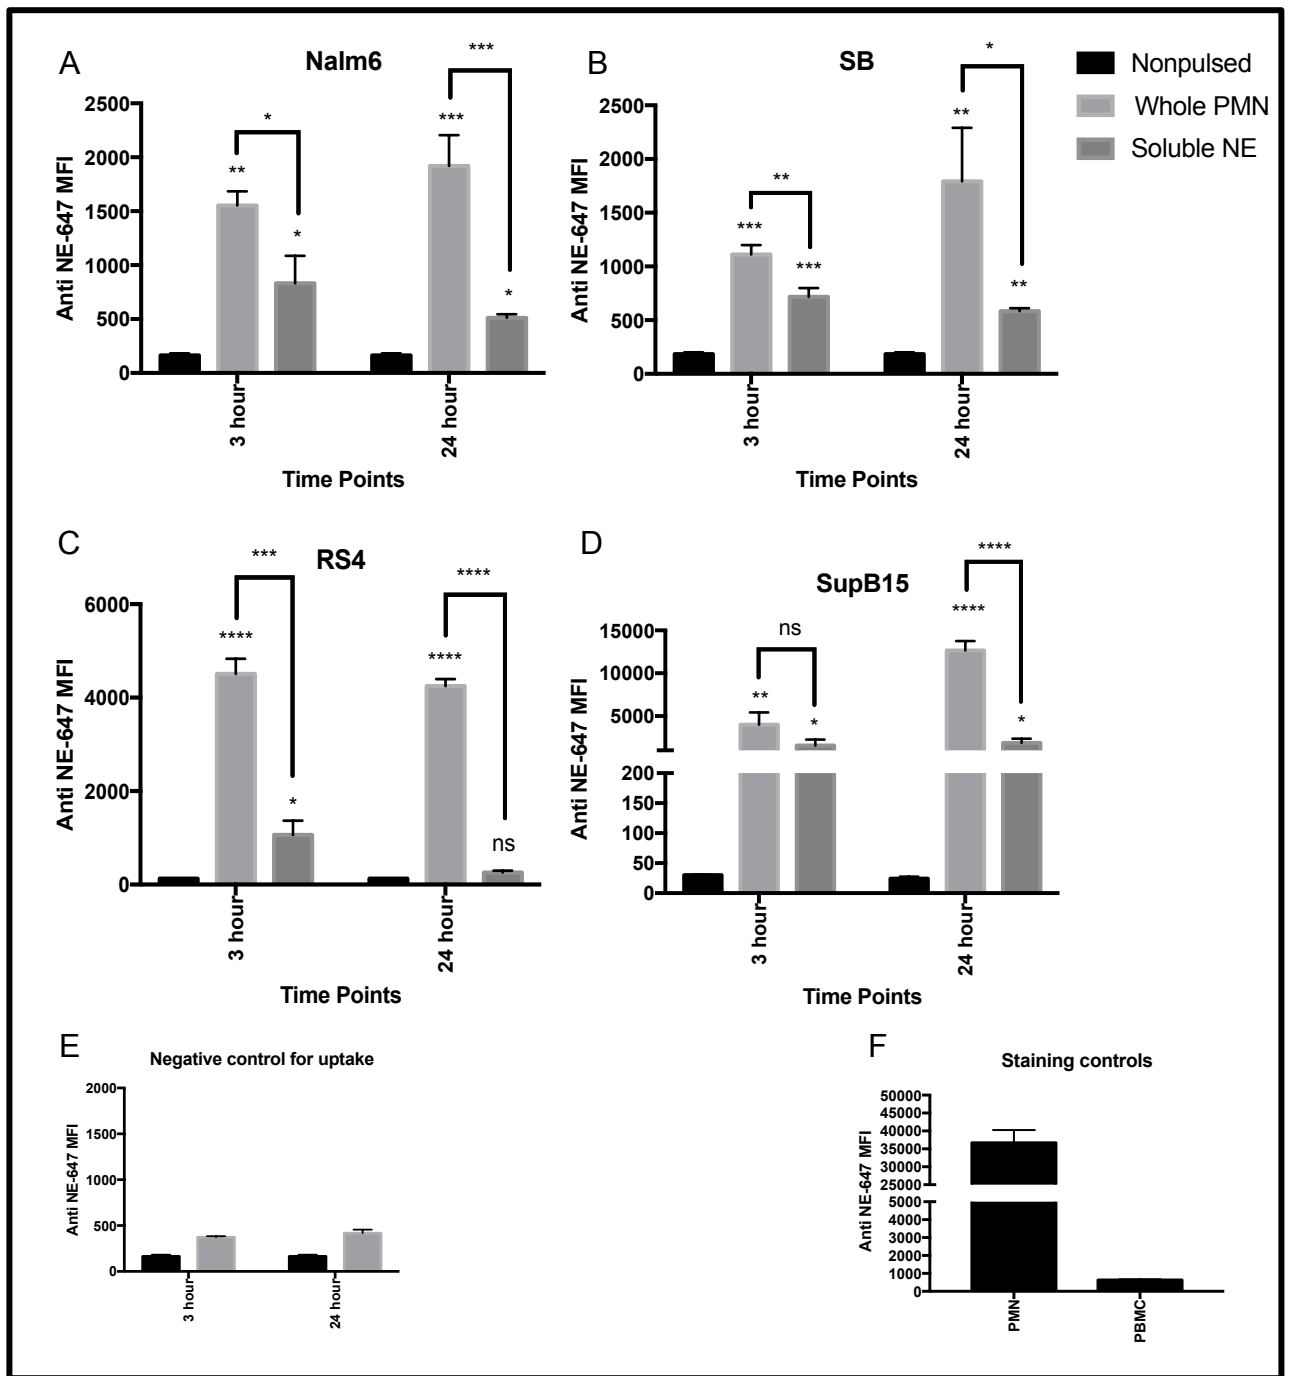 A
Nalm6
***
*
**
*
***
*
2500
2000
1500
1000
500
0
Anti NE-647 MFI
3 hour
24 hour
Time Points
B
SB
*
**
***
***
**
**
2500
2000
1500
1000
500
0
Anti NE-647 MFI
3 hour
24 hour
Time Points
Nonpulsed
Whole PMN
Soluble NE
C
RS4
***
****
*
****
****
ns
6000
4000
2000
0
Anti NE-647 MFI
3 hour
24 hour
Time Points
D
SupB15
****
ns
**
*
****
*
15000
10000
5000
200
150
100
50
0
Anti NE-647 MFI
3 hour
24 hour
Time Points
E
Negative control for uptake
2000
1500
1000
500
0
Anti NE-647 MFI
3 hour
24 hour
F
Staining controls
50000
45000
40000
35000
30000
25000
5000
4000
3000
2000
1000
0
Anti NE-647 MFI
PMN
PBMC